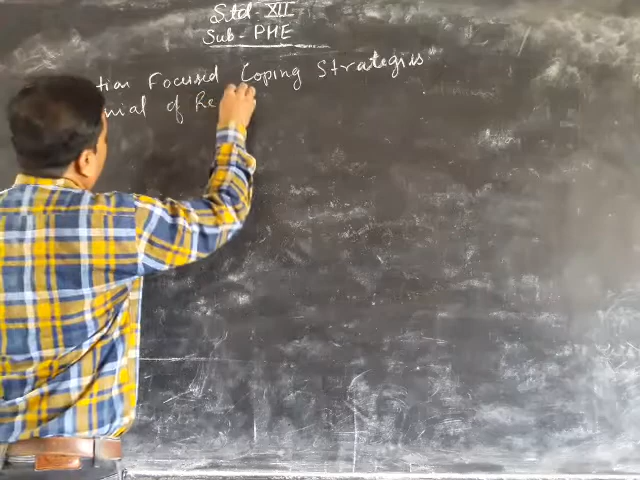 Std - XII
Sub - PHE
tion Focused Coping Strategies
nial of Re